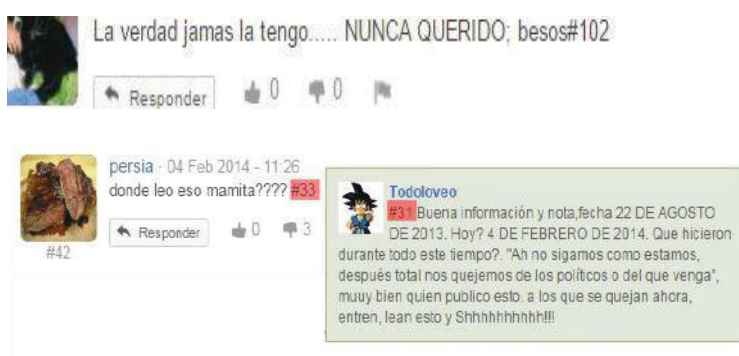 La verdad jamas la tengo..... NUNCA QUERIDO; besos#102
Responder 0 0
persia · 04 Feb 2014 - 11:26
donde leo eso mamita???? #33
Responder 0 3
#42
Todoloveo
#31 Buena información y nota,fecha 22 DE AGOSTO
DE 2013. Hoy? 4 DE FEBRERO DE 2014. Que hicieron
durante todo este tiempo?. "Ah no sigamos como estamos,
después total nos quejemos de los políticos o del que venga",
muuy bien quien publico esto. a los que se quejan ahora,
entren, lean esto y Shhhhhhhhhh!!!